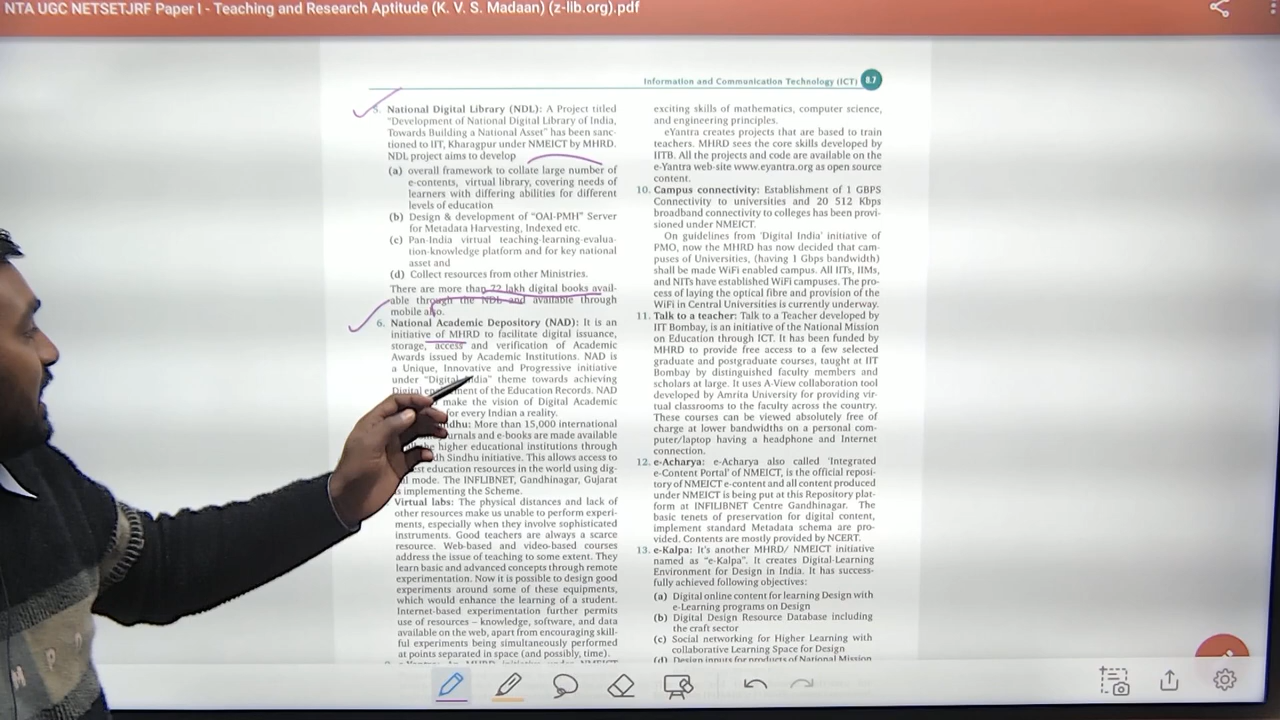 NTA UGC NETSETJRF Paper I - Teaching and Research Aptitude (K. V. S. Madaan) (z-lib.org).pdf
Information and Communication Technology (ICT) 8.7
5. National Digital Library (NDL): A Project titled
"Development of National Digital Library of India,
Towards Building a National Asset" has been sanc-
tioned to IIT, Kharagpur under NMEICT by MHRD.
NDL project aims to develop
(a) overall framework to collate large number of
e-contents, virtual library, covering needs of
learners with differing abilities for different
levels of education
(b) Design & development of "OAI-PMH" Server
for Metadata Harvesting, Indexed etc.
(c) Pan-India virtual teaching-learning-evalua-
tion-knowledge platform and for key national
asset and
(d) Collect resources from other Ministries.
There are more than 22 lakh digital books avail-
able through the NDL and available through
mobile also.
6. National Academic Depository (NAD): It is an
initiative of MHRD to facilitate digital issuance,
storage, access and verification of Academic
Awards issued by Academic Institutions. NAD is
a Unique, Innovative and Progressive initiative
under "Digital India" theme towards achieving
Digital of the Education Records. NAD
make the vision of Digital Academic
for every Indian a reality.
More than 15,000 international
and e-books are made available
higher educational institutions through
Sindhu initiative. This allows access to
education resources in the world using dig-
mode. The INFLIBNET, Gandhinagar, Gujarat
is implementing the Scheme.
Virtual labs: The physical distances and lack of
other resources make us unable to perform experi-
ments, especially when they involve sophisticated
instruments. Good teachers are always a scarce
resource. Web-based and video-based courses
address the issue of teaching to some extent. They
learn basic and advanced concepts through remote
experimentation. Now it is possible to design good
experiments around some of these equipments,
which would enhance the learning of a student.
Internet-based experimentation further permits
use of resources – knowledge, software, and data
available on the web, apart from encouraging skill-
ful experiments being simultaneously performed
at points separated in space (and possibly, time).
exciting skills of mathematics, computer science,
and engineering principles.
eYantra creates projects that are based to train
teachers. MHRD sees the core skills developed by
IITB. All the projects and code are available on the
e-Yantra web-site www.eyantra.org as open source
content.
10. Campus connectivity: Establishment of 1 GBPS
Connectivity to universities and 20 512 Kbps
broadband connectivity to colleges has been provi-
sioned under NMEICT.
On guidelines from 'Digital India' initiative of
PMO, now the MHRD has now decided that cam-
puses of Universities, (having 1 Gbps bandwidth)
shall be made WiFi enabled campus. All IITs, IIMs,
and NITs have established WiFi campuses. The pro-
cess of laying the optical fibre and provision of the
WiFi in Central Universities is currently underway.
11. Talk to a teacher: Talk to a Teacher developed by
IIT Bombay, is an initiative of the National Mission
on Education through ICT. It has been funded by
MHRD to provide free access to a few selected
graduate and postgraduate courses, taught at IIT
Bombay by distinguished faculty members and
scholars at large. It uses A-View collaboration tool
developed by Amrita University for providing vir-
tual classrooms to the faculty across the country.
These courses can be viewed absolutely free of
charge at lower bandwidths on a personal com-
puter/laptop having a headphone and Internet
connection.
12. e-Acharya: e-Acharya also called 'Integrated
e-Content Portal' of NMEICT, is the official reposi-
tory of NMEICT e-content and all content produced
under NMEICT is being put at this Repository plat-
form at INFILIBNET Centre Gandhinagar. The
basic tenets of preservation for digital content,
implement standard Metadata schema are pro-
vided. Contents are mostly provided by NCERT.
13. e-Kalpa: It's another MHRD/ NMEICT initiative
named as "e-Kalpa". It creates Digital-Learning
Environment for Design in India. It has success-
fully achieved following objectives:
(a) Digital online content for learning Design with
e-Learning programs on Design
(b) Digital Design Resource Database including
the craft sector
(c) Social networking for Higher Learning with
collaborative Learning Space for Design
(d) Design inputs for products of National Mission